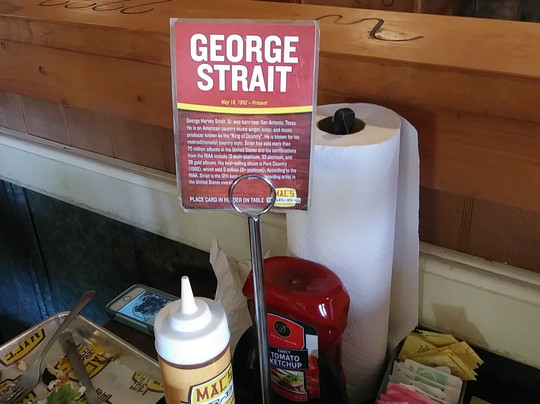 GEORGE
STRAIT
May 18, 1952 – Present
George Harvey Strait, Sr. was born near San Antonio, Texas.
He is an American country music singer, actor, and music
producer known as the "King of Country". He is known for his
neotraditionalist country style. Strait has sold more than
70 million albums in the United States and his certifications
from the RIAA include 13 multi-platinum, 33 platinum, and
38 gold albums. His best-selling album is Pure Country
(1992), which sold 6 million (6× platinum). According to the
RIAA, Strait is the 12th best recording artist in
the United States
PLACE CARD IN HOLDER ON TABLE
MAC'S
BAR-B-Q
MAC'S
FANCY
TOMATO
KETCHUP